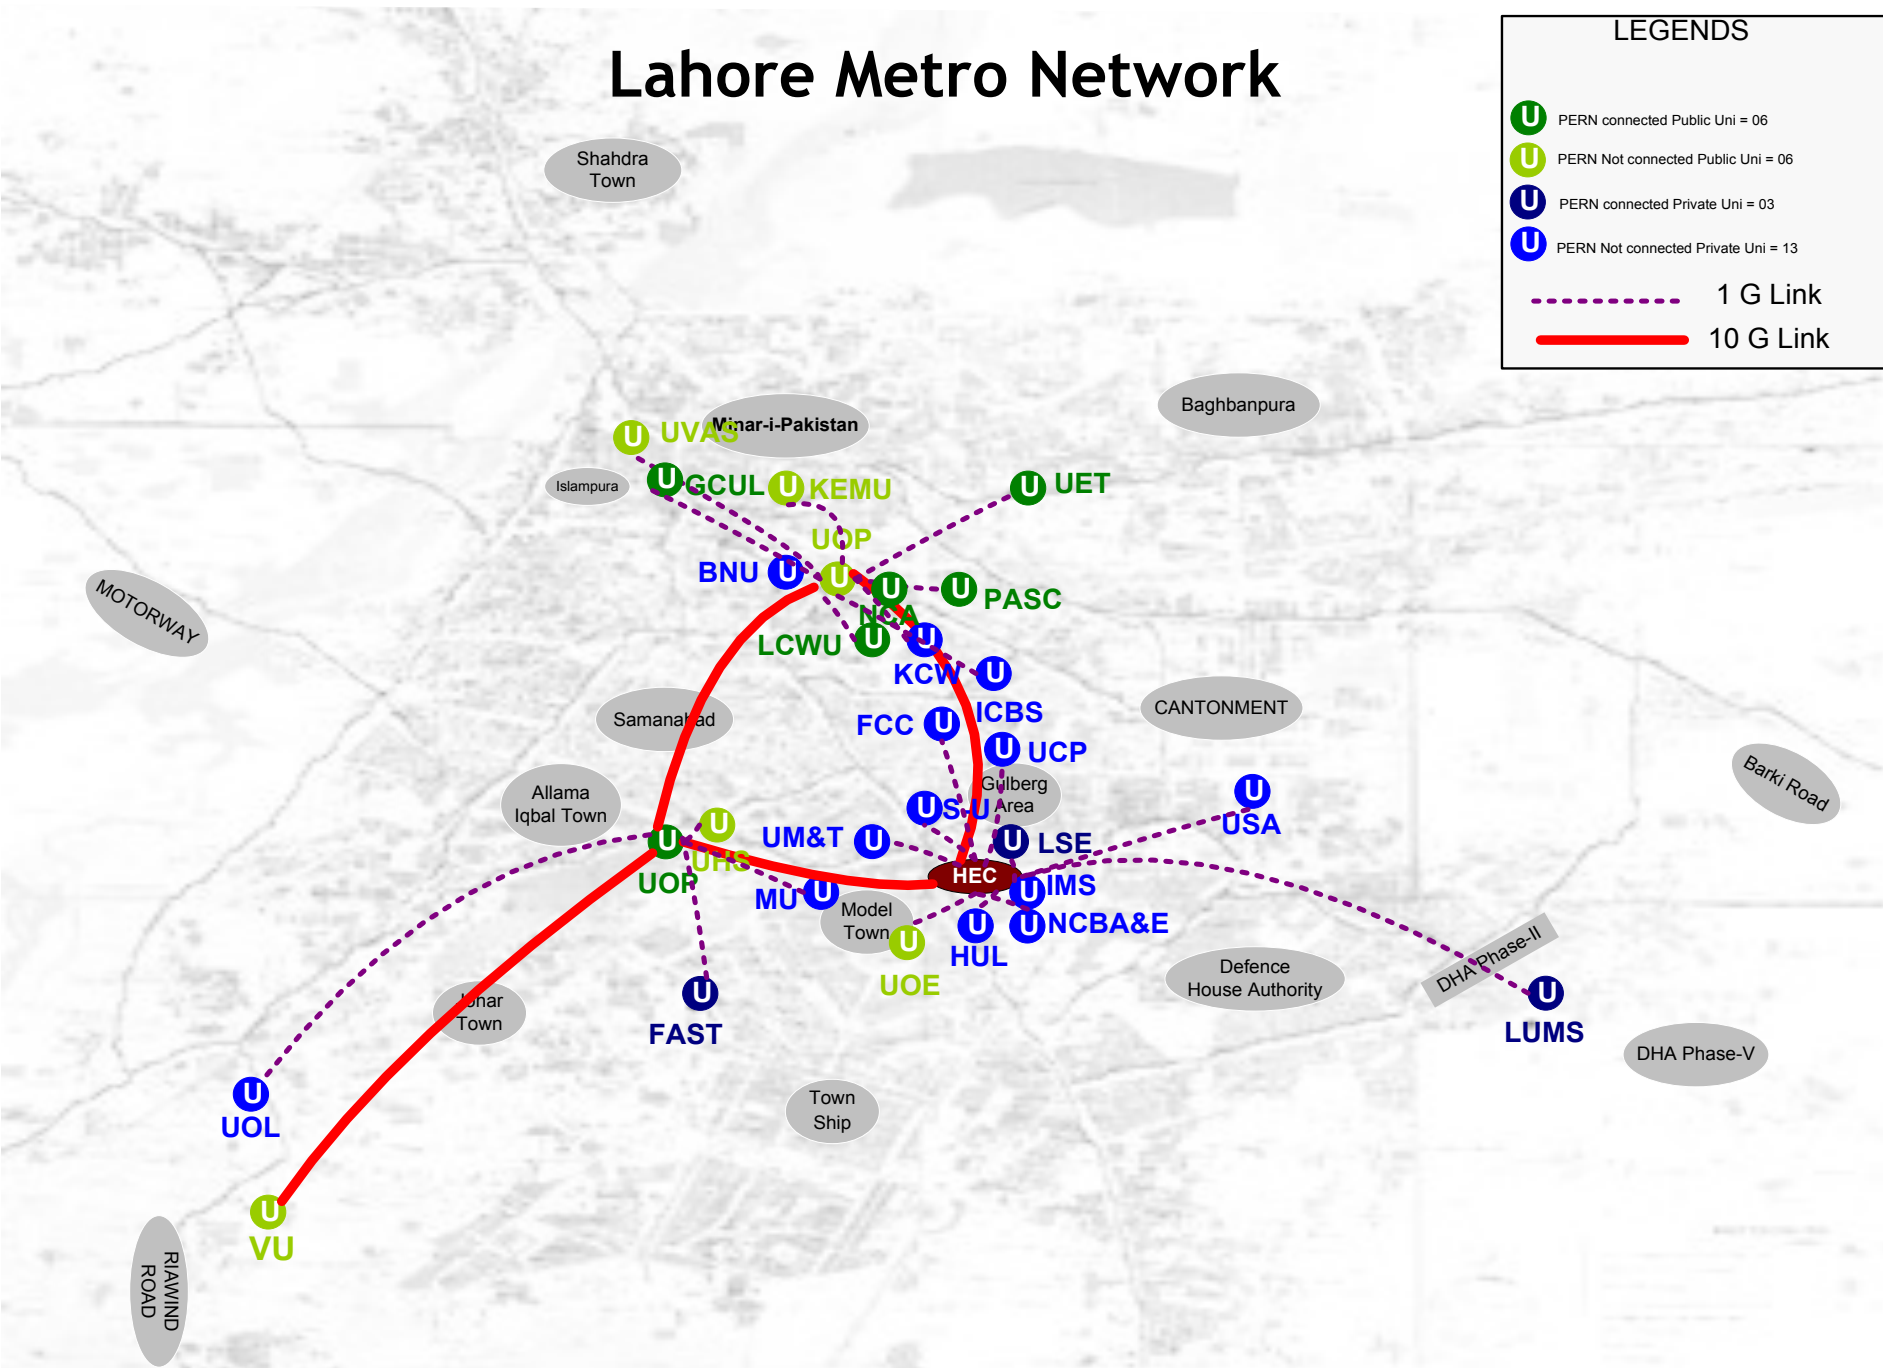 Lahore Metro Network
LEGENDS
U PERN connected Public Uni = 06
U PERN Not connected Public Uni = 06
U PERN connected Private Uni = 03
U PERN Not connected Private Uni = 13
1 G Link
10 G Link
Shahdra
Town
Baghbanpura
Minar-i-Pakistan
U UVAS
Islampura
U GCUL
U KEMU
U UET
UOP
U
BNU U
U
NCA
U PASC
MOTORWAY
LCWU U
U
KCW
U
ICBS
Samanabad
CANTONMENT
FCC U
U UCP
Barki Road
Allama
Iqbal Town
Gulberg
Area
U S U
U
USA
U
UHS
UM&T U
U LSE
U
UOP
HEC
MU U
U IMS
Model
Town
U NCBA&E
U
HUL
U
UOE
DHA Phase-II
Defence
House Authority
Johar
Town
U
FAST
U
LUMS
DHA Phase-V
U
UOL
Town
Ship
U
VU
RIAWIND
ROAD